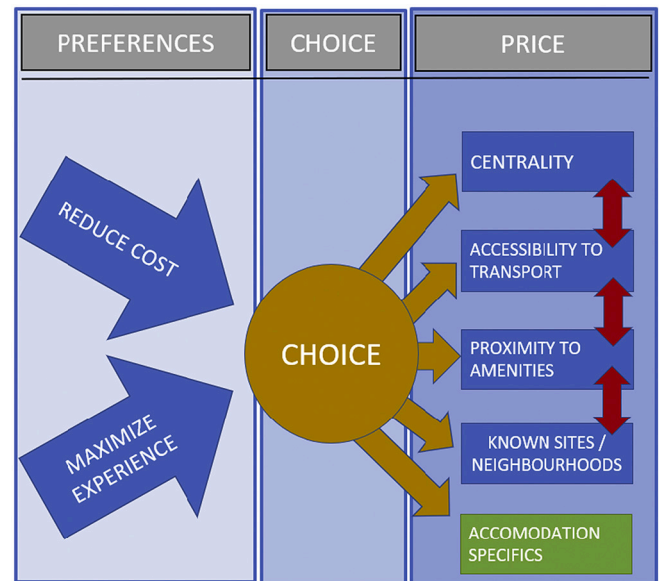 PREFERENCES
CHOICE
PRICE
REDUCE COST
MAXIMIZE
EXPERIENCE
CHOICE
CENTRALITY
ACCESSIBILITY TO
TRANSPORT
PROXIMITY TO
AMENITIES
KNOWN SITES /
NEIGHBOURHOODS
ACCOMODATION
SPECIFICS